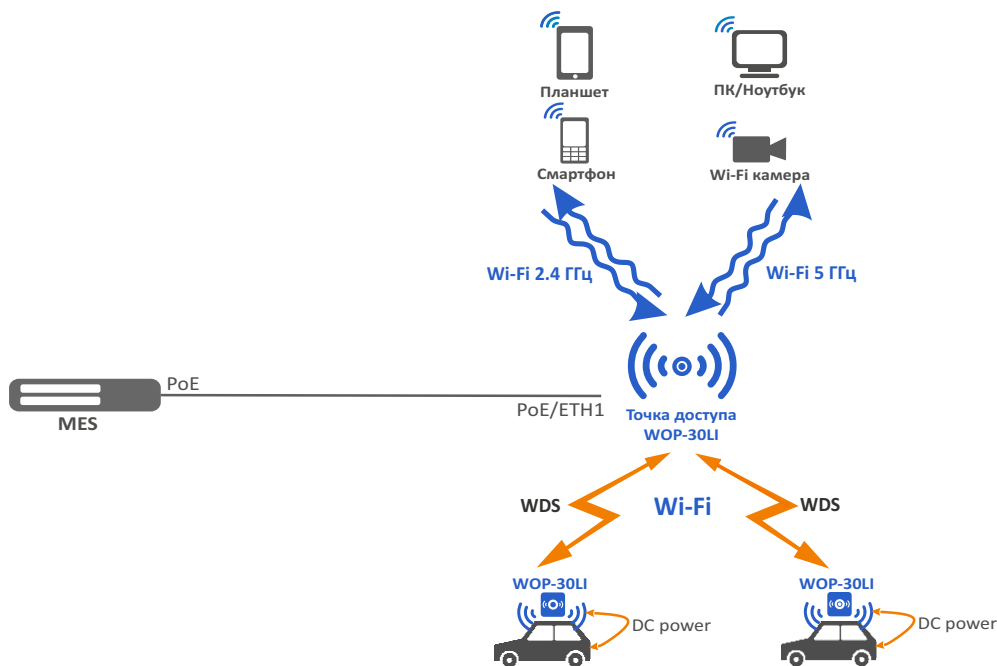 Планшет
ПК/Ноутбук
Смартфон
Wi-Fi камера
Wi-Fi 2.4 ГГц
Wi-Fi 5 ГГц
PoE
PoE/ETH1
MES
Точка доступа
WOP-30LI
WDS
Wi-Fi
WDS
WOP-30LI
WOP-30LI
DC power
DC power